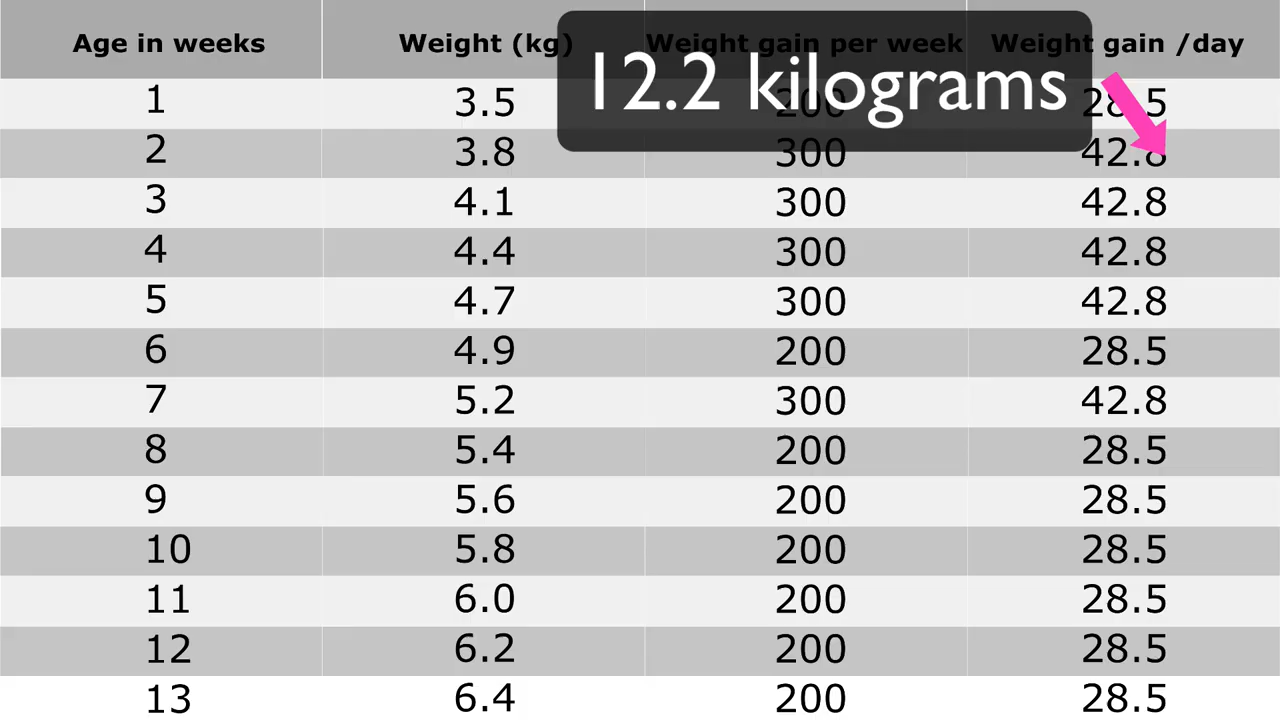 Age in weeks Weight (kg) Weight gain per week Weight gain /day
12.2 kilograms
1 3.5 200 28.5
2 3.8 300 42.8
3 4.1 300 42.8
4 4.4 300 42.8
5 4.7 300 42.8
6 4.9 200 28.5
7 5.2 300 42.8
8 5.4 200 28.5
9 5.6 200 28.5
10 5.8 200 28.5
11 6.0 200 28.5
12 6.2 200 28.5
13 6.4 200 28.5